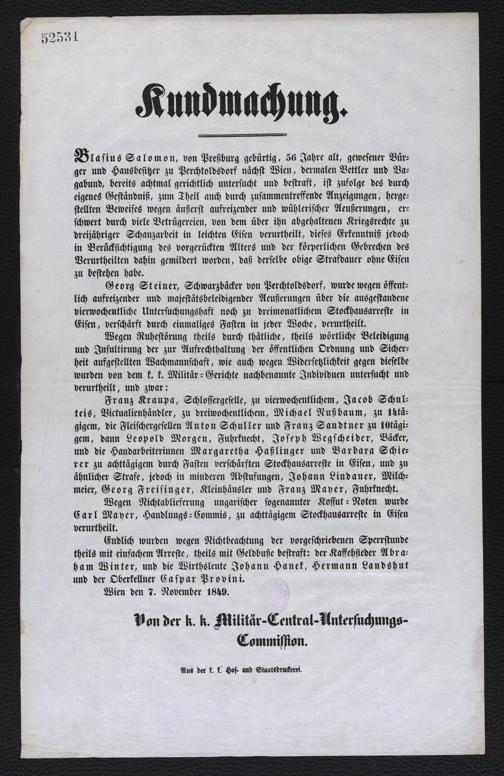 52531
Kundmachung.
Blasius Salomon, von Preßburg gebürtig, 56 Jahre alt, gewesener Bür-
ger und Hausbesitzer zu Perchtoldsdorf nächst Wien, dermalen Bettler und Va-
gabund, bereits achtmal gerichtlich untersucht und bestraft, ist zufolge des durch
eigenes Geständniß, zum Theil auch durch zusammentreffende Anzeigungen, herge-
stellten Beweises wegen äußerst aufreizender und wühlerischer Aeußerungen, er-
schwert durch viele Betrügereien, von dem über ihn abgehaltenen Kriegsrechte zu
dreijähriger Schanzarbeit in leichten Eisen verurtheilt, dieses Erkenntniß jedoch
in Berücksichtigung des vorgerückten Alters und der körperlichen Gebrechen des
Verurtheilten dahin gemildert worden, daß derselbe obige Strafdauer ohne Eisen
zu bestehen habe.
Georg Steiner, Schwarzbäcker von Perchtoldsdorf, wurde wegen öffent-
lich aufreizender und majestätsbeleidigender Aeußerungen über die ausgestandene
vierwochentliche Untersuchungshaft noch zu dreimonatlichem Stockhausarreste in
Eisen, verschärft durch einmaliges Fasten in jeder Woche, verurtheilt.
Wegen Ruhestörung theils durch thätliche, theils wörtliche Beleidigung
und Insultirung der zur Aufrechthaltung der öffentlichen Ordnung und Sicher-
heit aufgestellten Wachmannschaft, wie auch wegen Widersetzlichkeit gegen dieselbe
wurden von dem k. k. Militär-Gerichte nachbenannte Individuen untersucht und
verurtheilt, und zwar:
Franz Kraupa, Schlossergeselle, zu vierwochentlichem, Jacob Schul-
teis, Victualienhändler, zu dreiwochentlichem, Michael Nußbaum, zu 14tä-
gigem, die Fleischergesellen Anton Schuller und Franz Sandtner zu 10tägi-
gem, dann Leopold Morgen, Fuhrknecht, Joseph Wegscheider, Bäcker,
und die Handarbeiterinnen Margaretha Haßlinger und Barbara Schie-
rer zu achttägigem durch Fasten verschärften Stockhausarreste in Eisen, und zu
ähnlicher Strafe, jedoch in minderen Abstufungen, Johann Lindauer, Milch-
meier, Georg Freisinger, Kleinhäusler und Franz Mayer, Fuhrknecht.
Wegen Nichtablieferung ungarischer sogenannter Kossut-Noten wurde
Carl Mayer, Handlungs-Commis, zu achttägigem Stockhausarreste in Eisen
verurtheilt.
Endlich wurden wegen Nichtbeachtung der vorgeschriebenen Sperrstunde
theils mit einfachem Arreste, theils mit Geldbuße bestraft: der Kaffehsieder Abra-
ham Winter, und die Wirthsleute Johann Hanek, Hermann Landshut
und der Oberkellner Caspar Provini.
Wien den 7. November 1849.
Von der k. k. Militär-Central-Untersuchungs-
Commission.
Aus der k. k. Hof- und Staatsdruckerei.